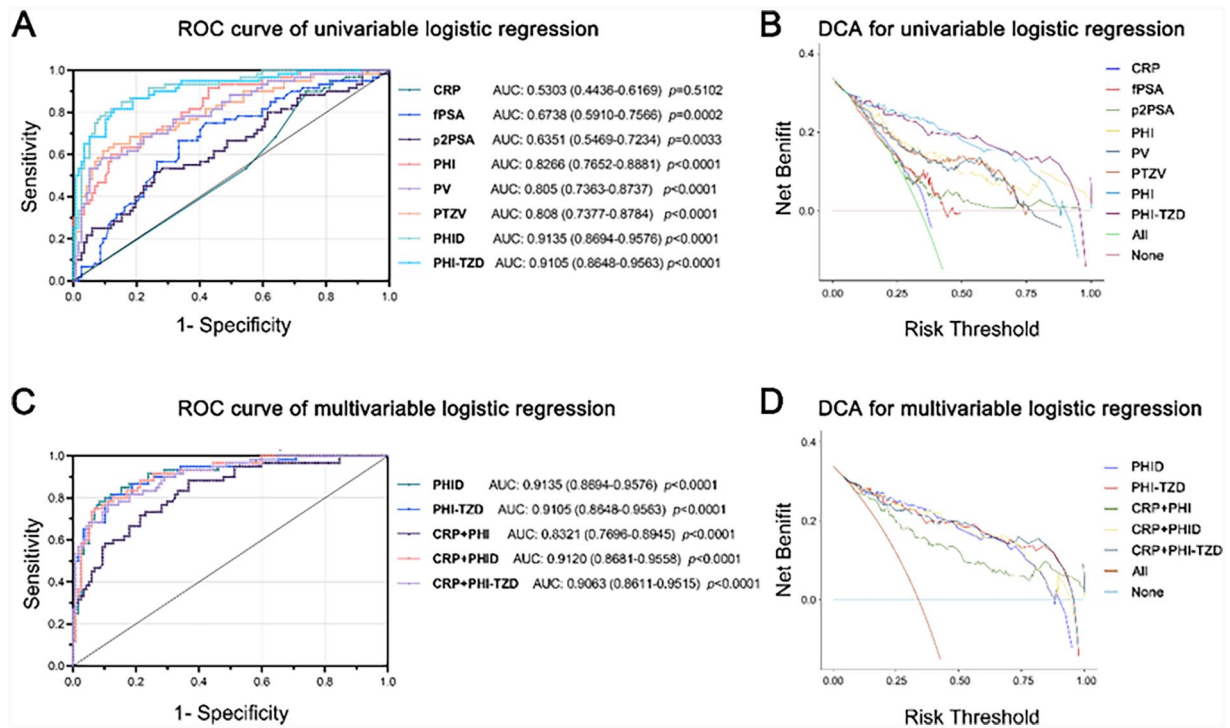 A
ROC curve of univariable logistic regression
1.0
0.8
0.6
0.4
0.2
0.0
0.0 0.2 0.4 0.6 0.8 1.0
Sensitivity
1- Specificity
CRP AUC: 0.5303 (0.4436-0.6169) p=0.5102
fPSA AUC: 0.6738 (0.5910-0.7566) p=0.0002
p2PSA AUC: 0.6351 (0.5469-0.7234) p=0.0033
PHI AUC: 0.8266 (0.7652-0.8881) p<0.0001
PV AUC: 0.805 (0.7363-0.8737) p<0.0001
PTZV AUC: 0.808 (0.7377-0.8784) p<0.0001
PHID AUC: 0.9135 (0.8694-0.9576) p<0.0001
PHI-TZD AUC: 0.9105 (0.8648-0.9563) p<0.0001
B
DCA for univariable logistic regression
0.4
0.2
0.0
0.00 0.25 0.50 0.75 1.00
Net Benifit
Risk Threshold
CRP
fPSA
p2PSA
PHI
PV
PTZV
PHI
PHI-TZD
All
None
C
ROC curve of multivariable logistic regression
1.0
0.8
0.6
0.4
0.2
0.0
0.0 0.2 0.4 0.6 0.8 1.0
Sensitivity
1- Specificity
PHID AUC: 0.9135 (0.8694-0.9576) p<0.0001
PHI-TZD AUC: 0.9105 (0.8648-0.9563) p<0.0001
CRP+PHI AUC: 0.8321 (0.7696-0.8945) p<0.0001
CRP+PHID AUC: 0.9120 (0.8681-0.9558) p<0.0001
CRP+PHI-TZD AUC: 0.9063 (0.8611-0.9515) p<0.0001
D
DCA for multivariable logistic regression
0.4
0.2
0.0
0.00 0.25 0.50 0.75 1.00
Net Benifit
Risk Threshold
PHID
PHI-TZD
CRP+PHI
CRP+PHID
CRP+PHI-TZD
All
None